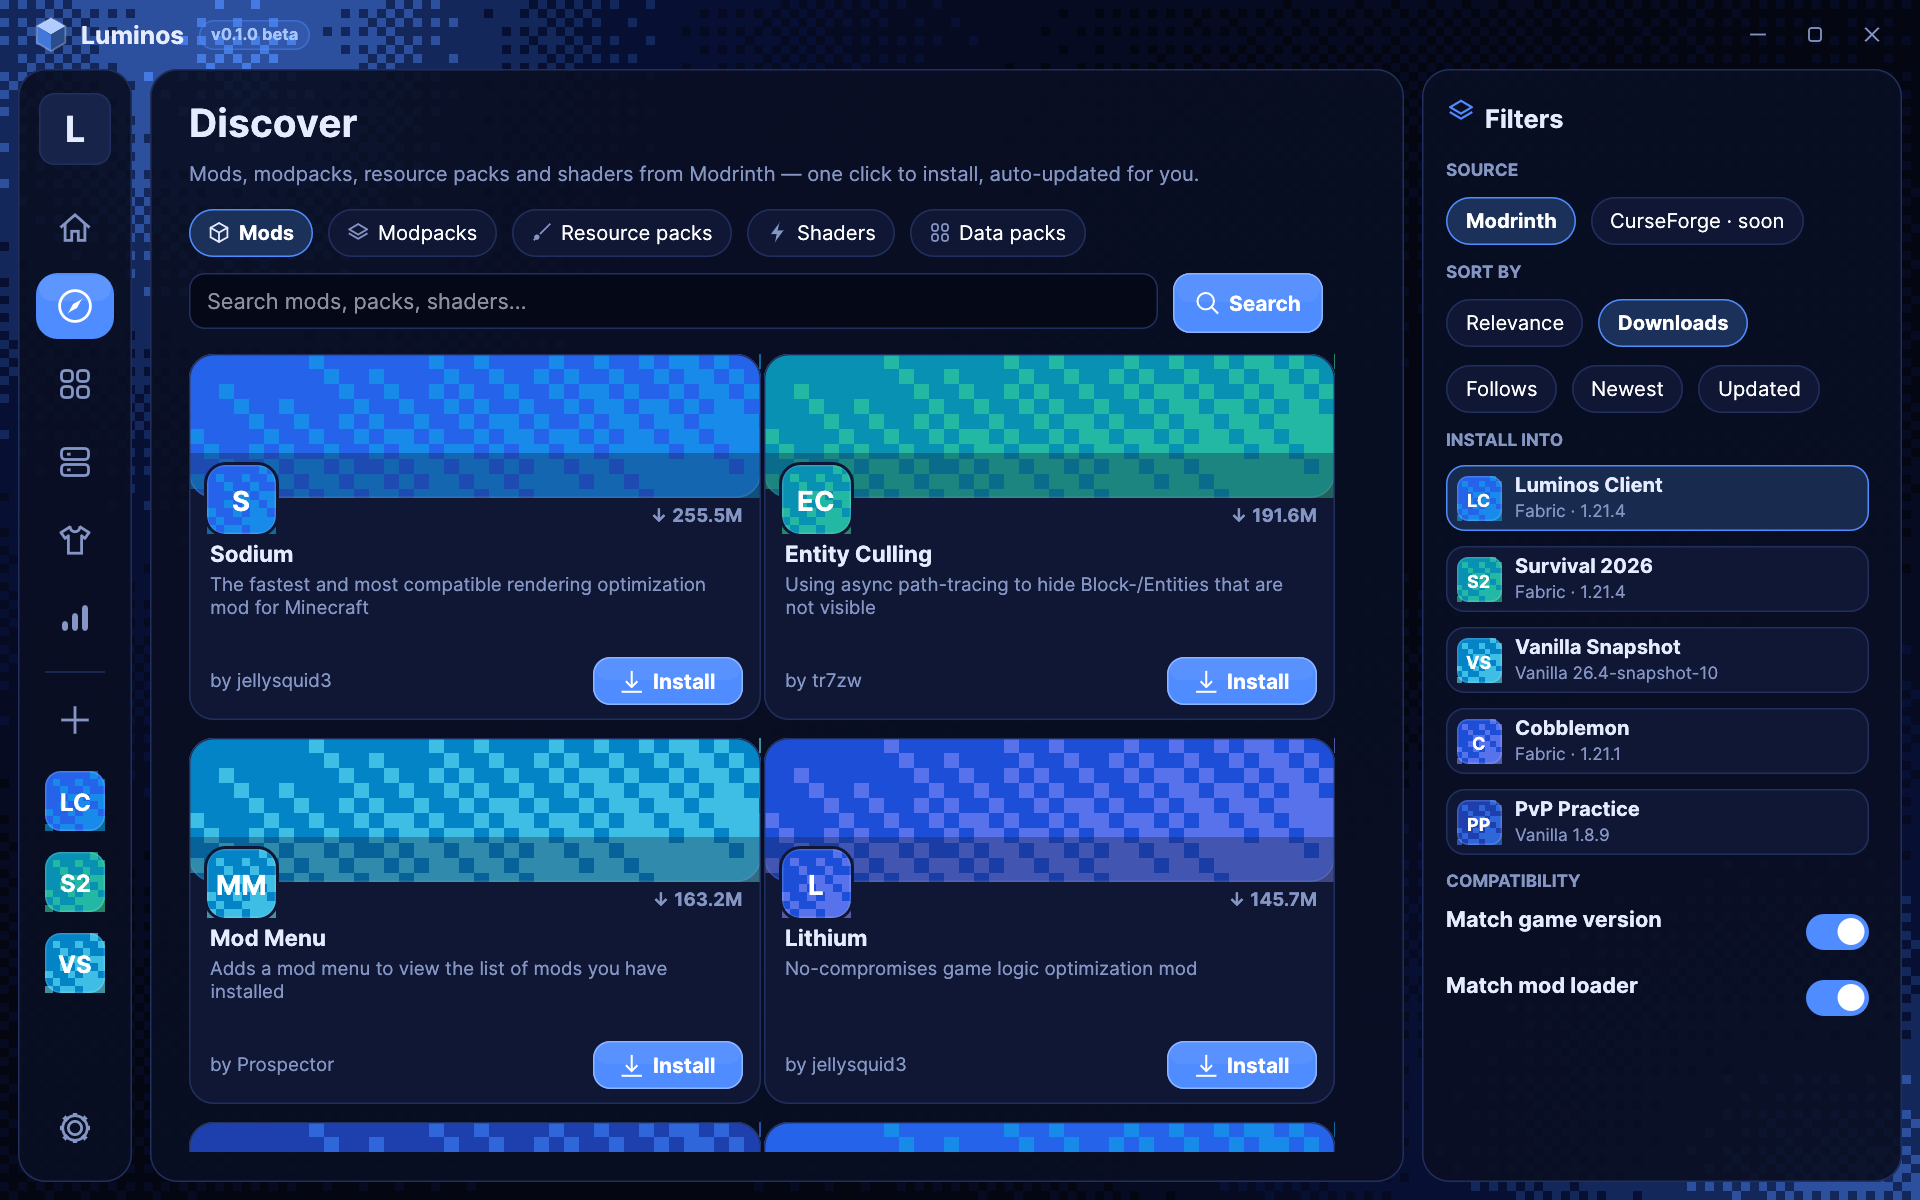 Luminos
v0.1.0 beta
L
Discover
Mods, modpacks, resource packs and shaders from Modrinth — one click to install, auto-updated for you.
Mods
Modpacks
Resource packs
Shaders
Data packs
Search mods, packs, shaders...
Search
S
↓ 255.5M
Sodium
The fastest and most compatible rendering optimization
mod for Minecraft
by jellysquid3
Install
EC
↓ 191.6M
Entity Culling
Using async path-tracing to hide Block-/Entities that are
not visible
by tr7zw
Install
MM
↓ 163.2M
Mod Menu
Adds a mod menu to view the list of mods you have
installed
by Prospector
Install
L
↓ 145.7M
Lithium
No-compromises game logic optimization mod
by jellysquid3
Install
LC
S2
VS
Filters
SOURCE
Modrinth
CurseForge · soon
SORT BY
Relevance
Downloads
Follows
Newest
Updated
INSTALL INTO
LC
Luminos Client
Fabric · 1.21.4
S2
Survival 2026
Fabric · 1.21.4
VS
Vanilla Snapshot
Vanilla 26.4-snapshot-10
C
Cobblemon
Fabric · 1.21.1
PP
PvP Practice
Vanilla 1.8.9
COMPATIBILITY
Match game version
Match mod loader